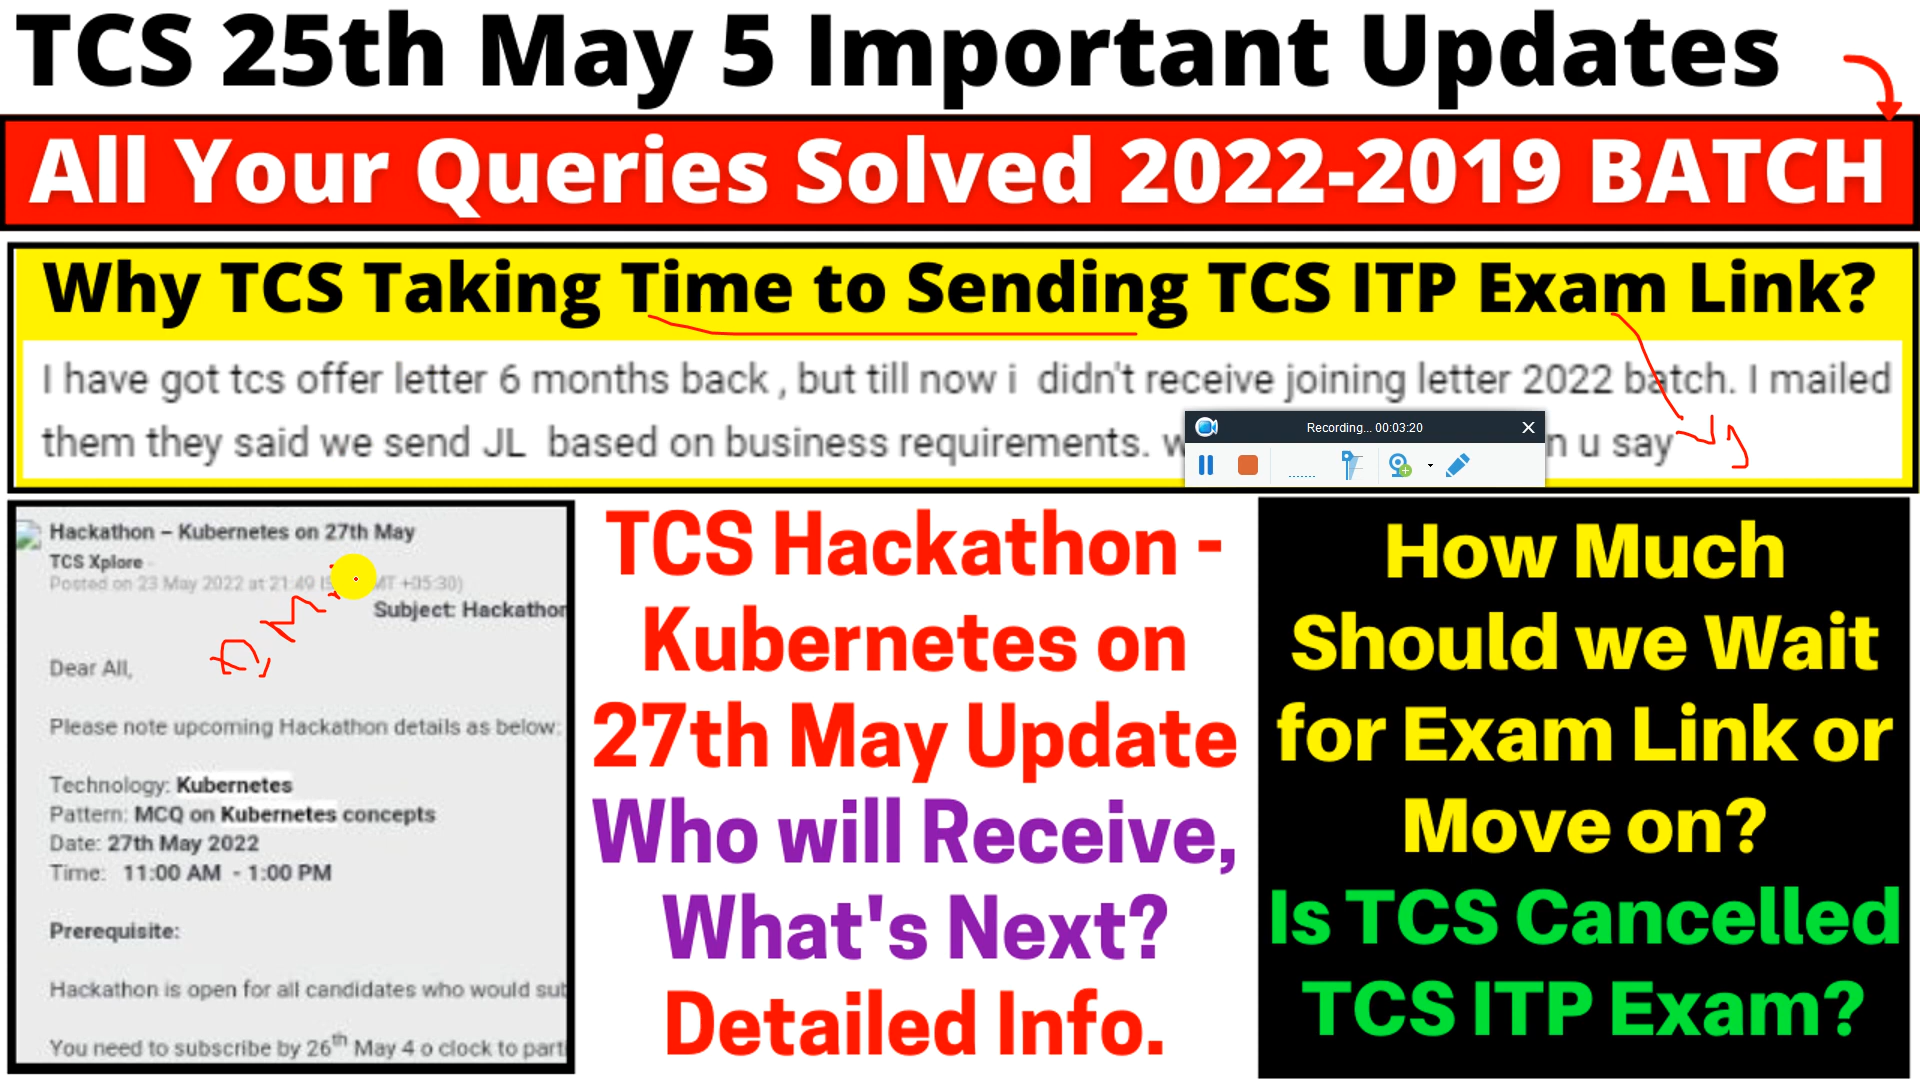 TCS 25th May 5 Important Updates
All Your Queries Solved 2022-2019 BATCH
Why TCS Taking Time to Sending TCS ITP Exam Link?
I have got tcs offer letter 6 months back , but till now i didn't receive joining letter 2022 batch. I mailed
them they said we send JL based on business requirements. w
n u say
Recording... 00:03:20
Hackathon – Kubernetes on 27th May
TCS Xplore
Posted on 23 May 2022 at 21:49 MT +05:30)
Subject: Hackathon
Dear All,
Please note upcoming Hackathon details as below:
Technology: Kubernetes
Pattern: MCQ on Kubernetes concepts
Date: 27th May 2022
Time: 11:00 AM - 1:00 PM
Prerequisite:
Hackathon is open for all candidates who would sub
You need to subscribe by 26th May 4 o clock to parti
TCS Hackathon -
Kubernetes on
27th May Update
Who will Receive,
What's Next?
Detailed Info.
How Much
Should we Wait
for Exam Link or
Move on?
Is TCS Cancelled
TCS ITP Exam?